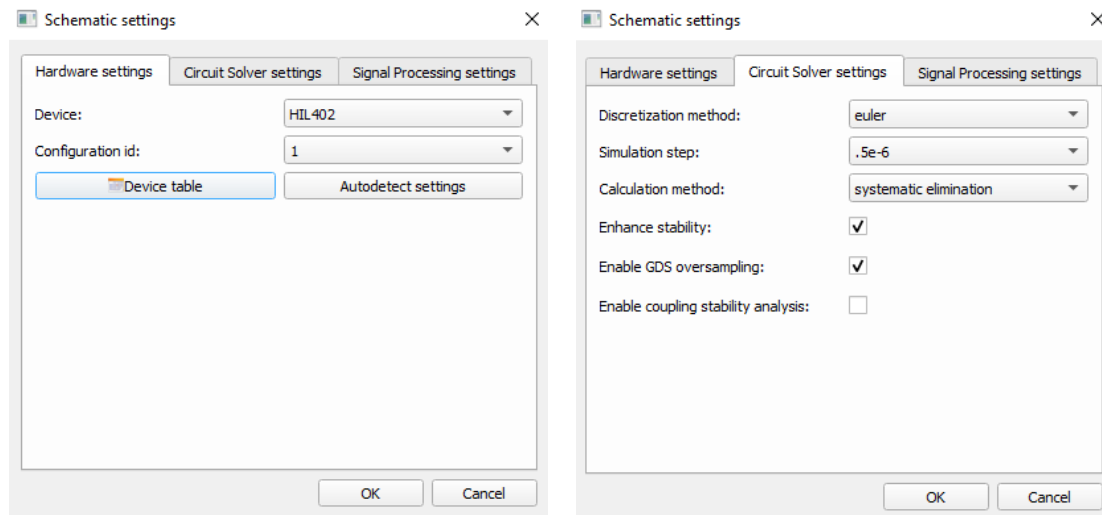 Schematic settings
Hardware settings Circuit Solver settings Signal Processing settings
Device: HIL402
Configuration id: 1
Device table Autodetect settings
OK Cancel
Schematic settings
Hardware settings Circuit Solver settings Signal Processing settings
Discretization method: euler
Simulation step: .5e-6
Calculation method: systematic elimination
Enhance stability:
Enable GDS oversampling:
Enable coupling stability analysis:
OK Cancel